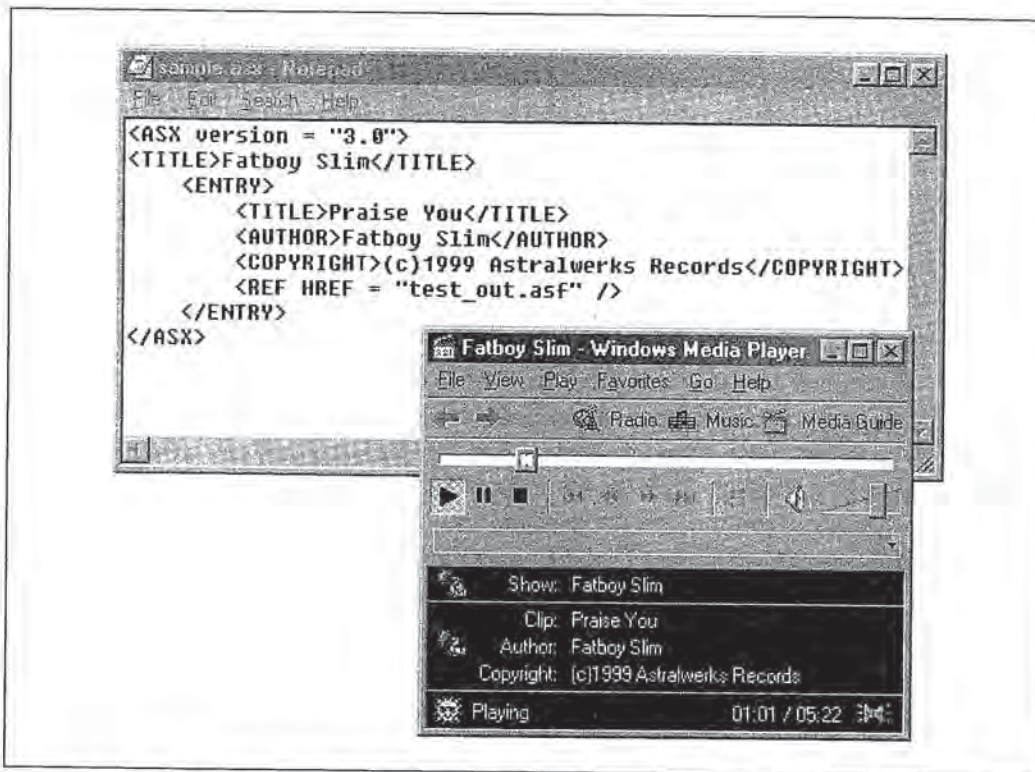 sample.asx - Notepad
File Edit Search Help
<ASX version = "3.0">
<TITLE>Fatboy Slim</TITLE>
<ENTRY>
<TITLE>Praise You</TITLE>
<AUTHOR>Fatboy Slim</AUTHOR>
<COPYRIGHT>(c)1999 Astralwerks Records</COPYRIGHT>
<REF HREF = "test_out.asf" />
</ENTRY>
</ASX>
Fatboy Slim - Windows Media Player
File View Play Favorites Go Help
Radio Music Media Guide
Show: Fatboy Slim
Clip: Praise You
Author: Fatboy Slim
Copyright: (c)1999 Astralwerks Records
Playing 01:01 / 05:22